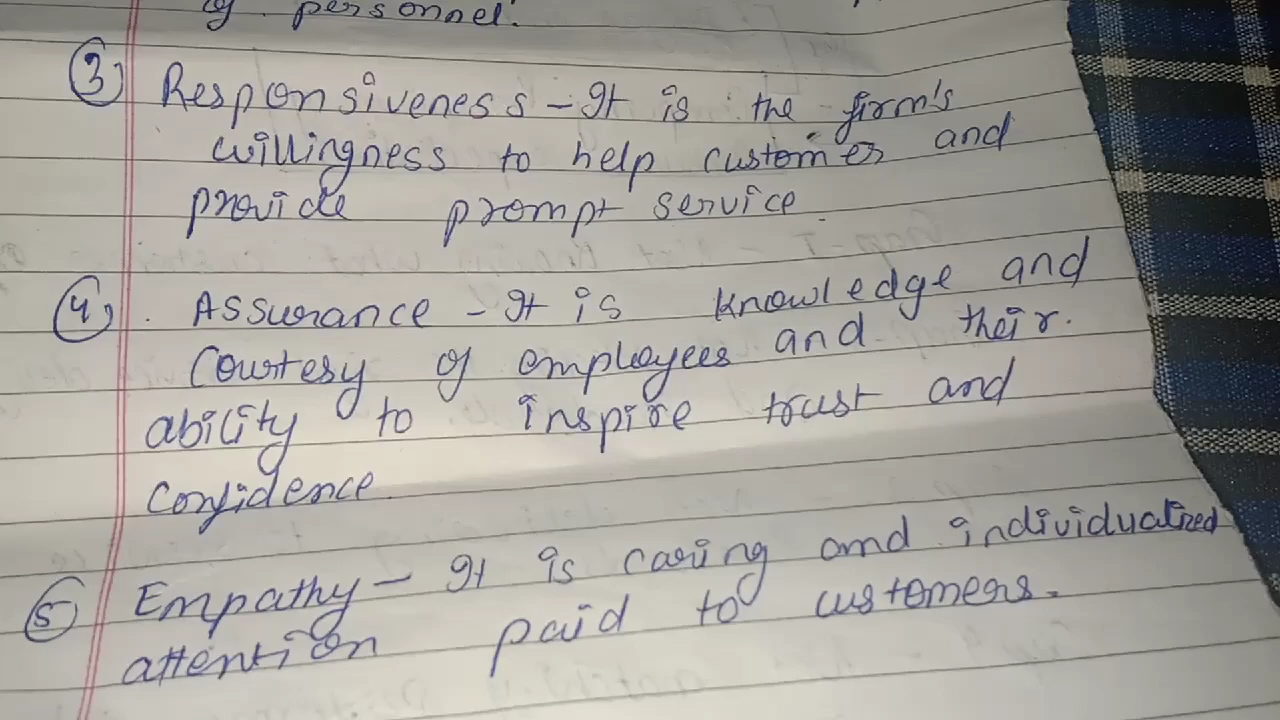 of personnel.
③ Responsiveness - It is the firm's
willingness to help customer and
provide prompt service
④. Assurance - It is knowledge and
Courtesy of employees and their.
ability to inspire trust and
Confidence
⑤ Empathy - It is caring and individualized
attention paid to customers.